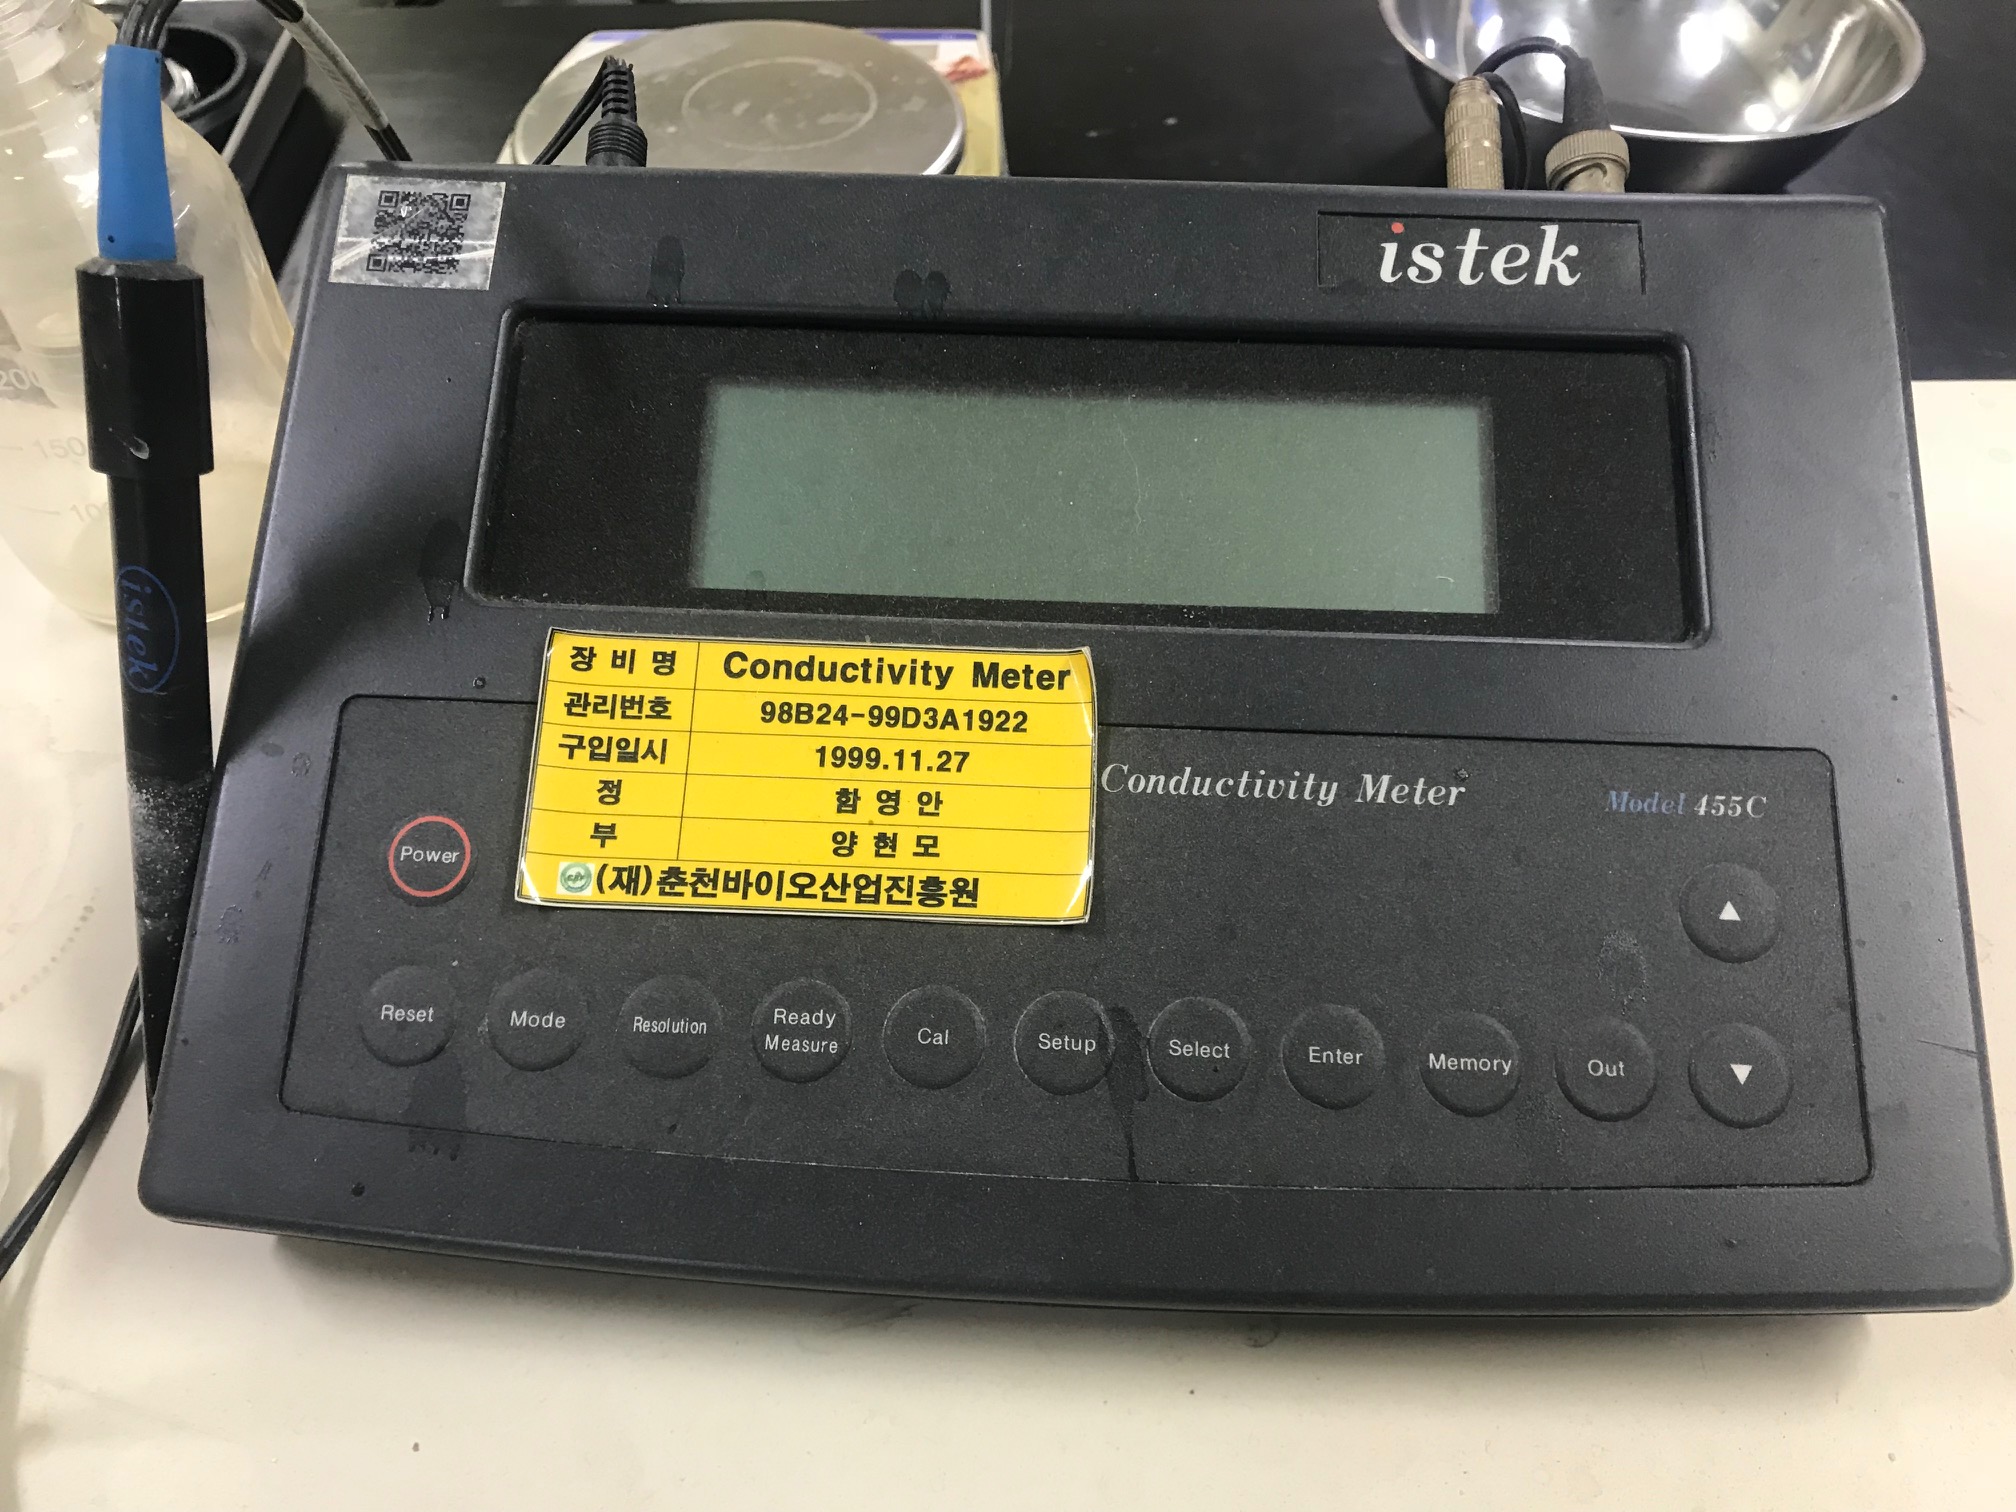 istek
장 비 명 Conductivity Meter
관리번호 98B24-99D3A1922
구입일시 1999.11.27
정 함 영 안
부 양 현 모
(재)춘천바이오산업진흥원
Conductivity Meter
Model 455C
Power
Reset
Mode
Resolution
Ready
Measure
Cal
Setup
Select
Enter
Memory
Out
▲
▼
istek
150